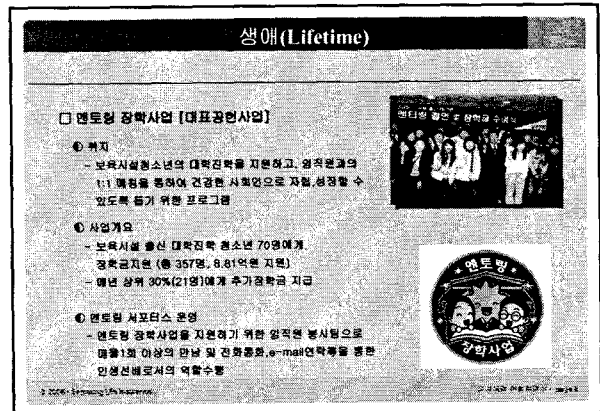 생애(Lifetime)
□ 멘토링 장학사업 [대표공헌사업]
◐ 취지
- 보육시설청소년의 대학진학을 지원하고, 임직원과의
1:1 매칭을 통하여 건강한 사회인으로 자립,성장할 수
있도록 돕기 위한 프로그램
◐ 사업개요
- 보육시설 출신 대학진학 청소년 70명에게
장학금지원 (총 357명, 8.81억원 지원)
- 매년 상위 30%(21명)에게 추가장학금 지급
◐ 멘토링 서포터스 운영
- 멘토링 장학사업을 지원하기 위한 임직원 봉사팀으로
매월1회 이상의 만남 및 전화통화,e-mail연락등을 통한
인생선배로서의 역할수행
멘토링 장학금 수여식
멘토링
장학사업